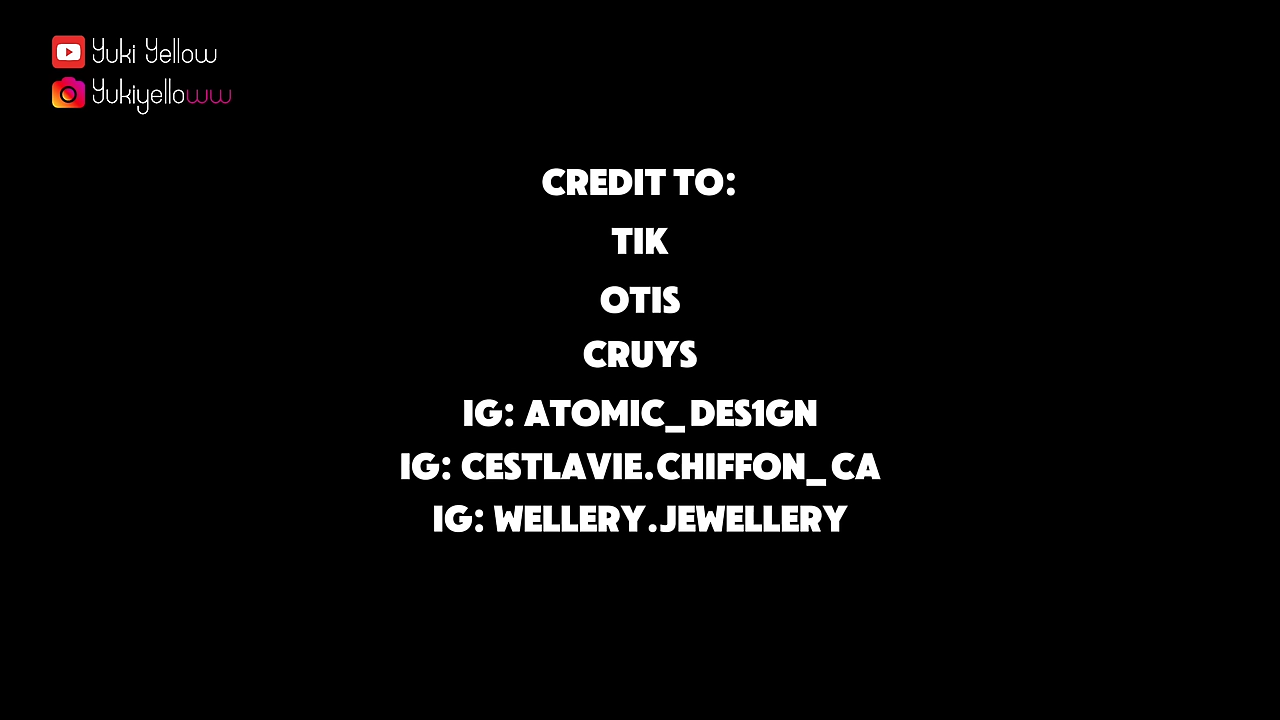 Yuki Yellow
Yukiyelloww
CREDIT TO:
TIK
OTIS
CRUYS
IG: ATOMIC_DES1GN
IG: CESTLAVIE.CHIFFON_CA
IG: WELLERY.JEWELLERY